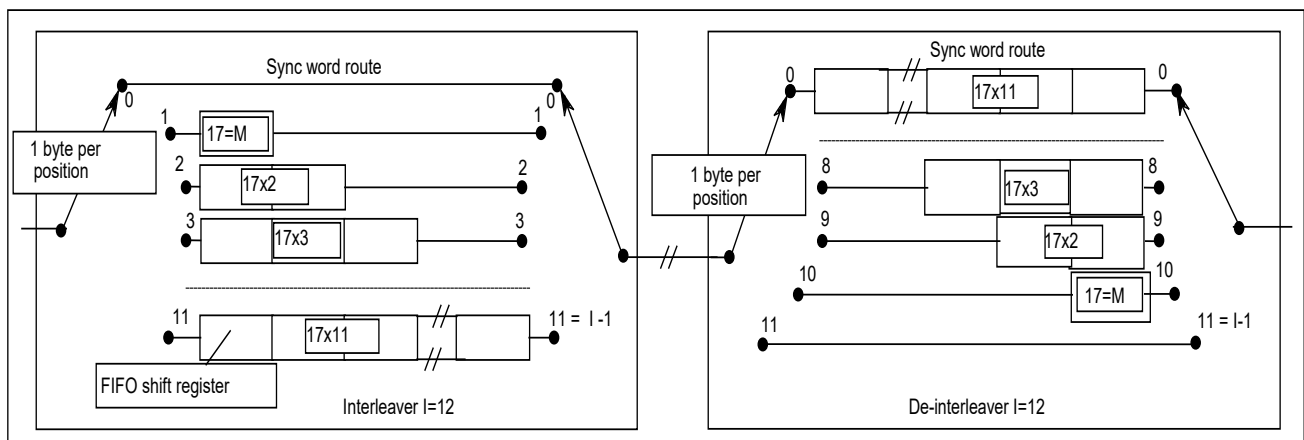 Sync word route
0
0
1
17=M
1
1 byte per
position
2
17x2
2
3
17x3
3
11
17x11
11 = I -1
FIFO shift register
Interleaver I=12
Sync word route
0
17x11
0
1 byte per
position
8
17x3
8
9
17x2
9
10
17=M
10
11
11 = I-1
De-interleaver I=12